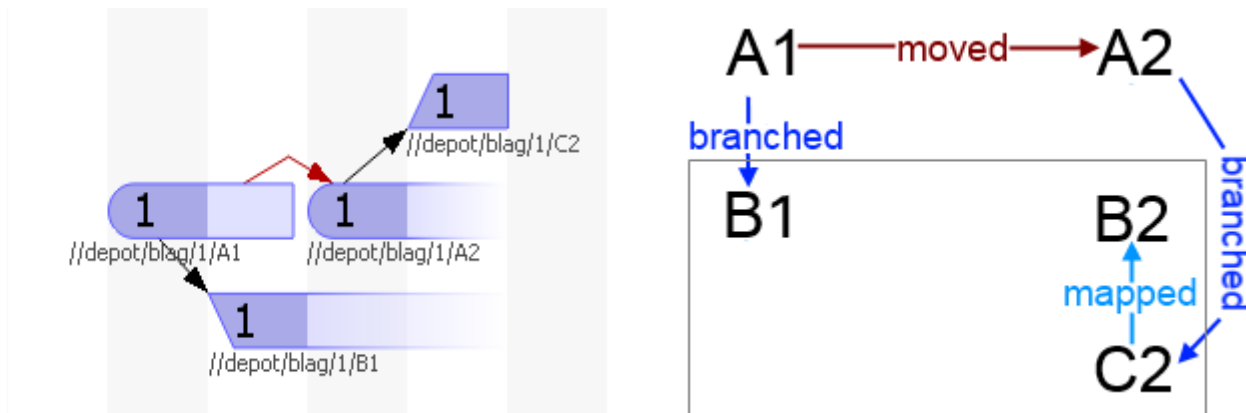 1
//depot/blag/1/C2
1
//depot/blag/1/A1
1
//depot/blag/1/A2
1
//depot/blag/1/B1
A1 moved A2
branched
branched
B1
B2
mapped
C2